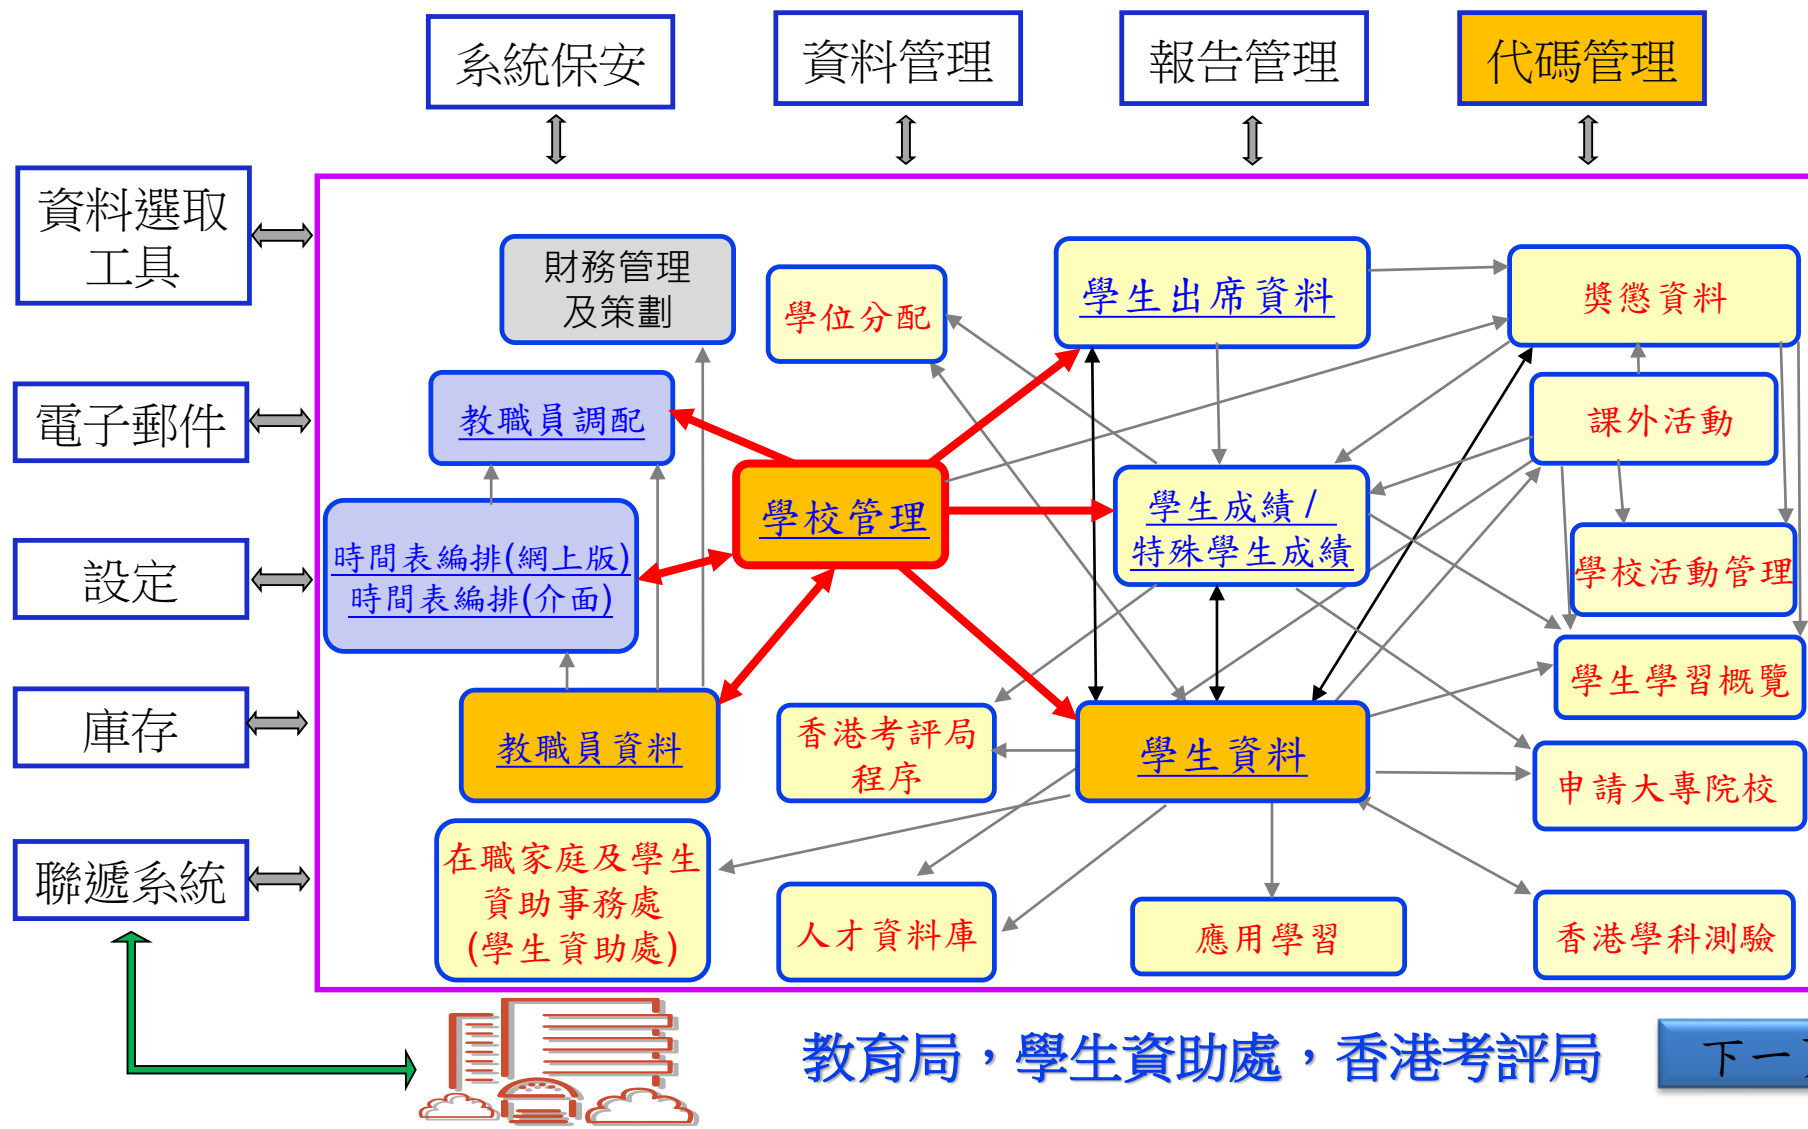 系統保安
資料管理
報告管理
代碼管理
資料選取
工具
電子郵件
設定
庫存
聯遞系統
財務管理
及策劃
學位分配
學生出席資料
獎懲資料
教職員調配
課外活動
學校管理
學生成績 /
特殊學生成績
時間表編排(網上版)
時間表編排(介面)
學校活動管理
學生學習概覽
教職員資料
香港考評局
程序
學生資料
申請大專院校
在職家庭及學生
資助事務處
(學生資助處)
人才資料庫
應用學習
香港學科測驗
教育局，學生資助處，香港考評局
下一